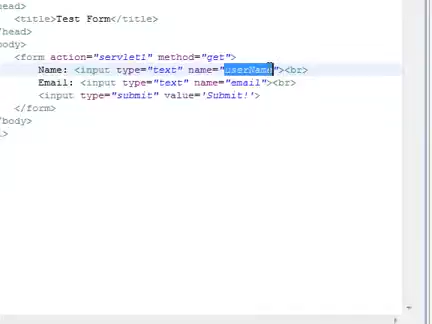 head>
<title>Test Form</title>
/head>
body>
<form action="servlet1" method="get">
Name: <input type="text" name="userName"><br>
Email: <input type="text" name="email"><br>
<input type="submit" value='Submit!'>
</form>
/body>
>